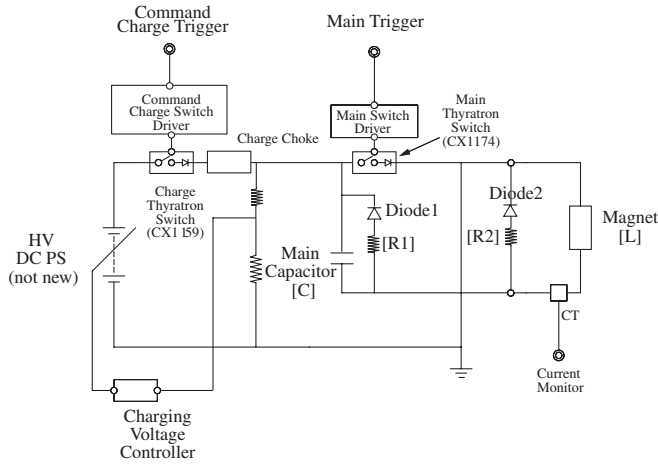 Command
Charge Trigger
Main Trigger
Command
Charge Switch
Driver
Main Switch
Driver
Main
Thyratron
Switch
(CX1174)
Charge Choke
Charge
Thyratron
Switch
(CX1 159)
Diode1
Diode2
[R1]
[R2]
Magnet
[L]
HV
DC PS
(not new)
Main
Capacitor
[C]
CT
Current
Monitor
Charging
Voltage
Controller